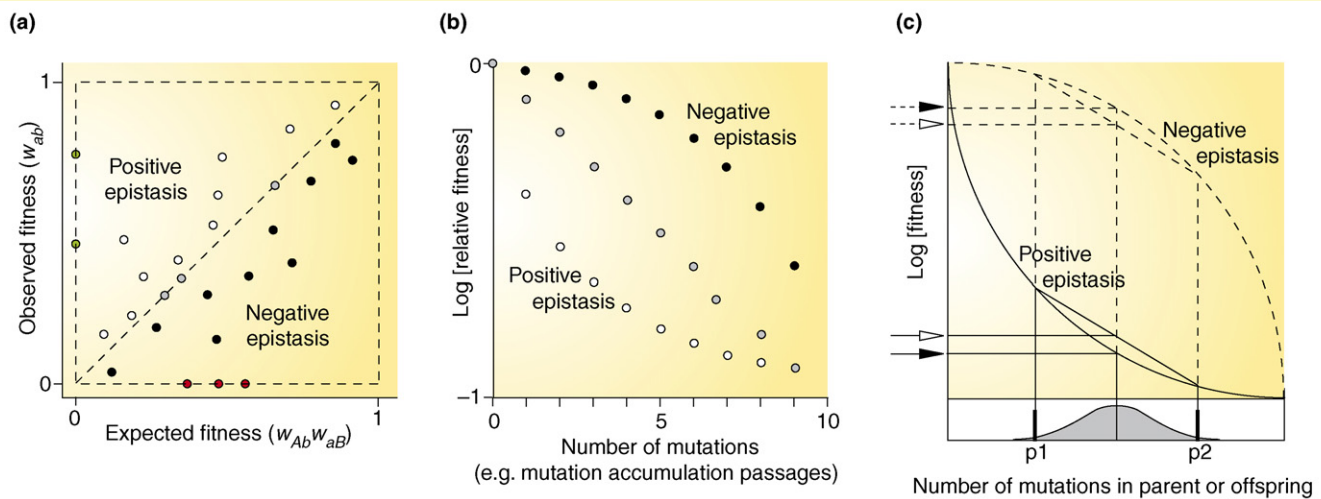 (a)
1
Observed fitness (wab)
Positive
epistasis
Negative
epistasis
0
0
1
Expected fitness (wAbwaB)
(b)
0
Log [relative fitness]
Negative
epistasis
Positive
epistasis
–1
0
5
10
Number of mutations
(e.g. mutation accumulation passages)
(c)
Log [fitness]
Negative
epistasis
Positive
epistasis
p1
p2
Number of mutations in parent or offspring